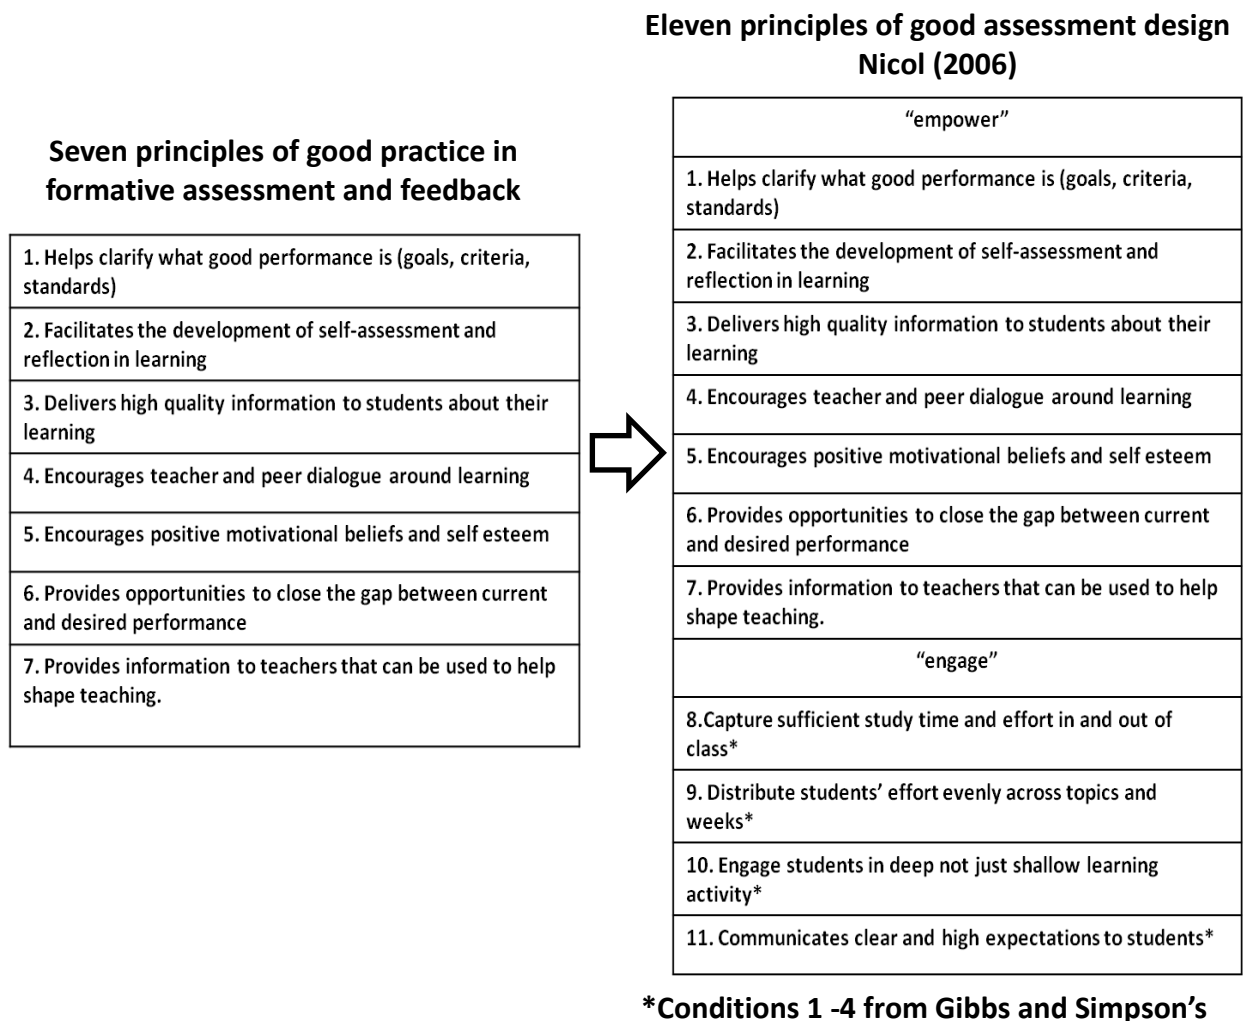 Seven principles of good practice in
formative assessment and feedback
1. Helps clarify what good performance is (goals, criteria,
standards)
2. Facilitates the development of self-assessment and
reflection in learning
3. Delivers high quality information to students about their
learning
4. Encourages teacher and peer dialogue around learning
5. Encourages positive motivational beliefs and self esteem
6. Provides opportunities to close the gap between current
and desired performance
7. Provides information to teachers that can be used to help
shape teaching.
Eleven principles of good assessment design
Nicol (2006)
“empower”
1. Helps clarify what good performance is (goals, criteria,
standards)
2. Facilitates the development of self-assessment and
reflection in learning
3. Delivers high quality information to students about their
learning
4. Encourages teacher and peer dialogue around learning
5. Encourages positive motivational beliefs and self esteem
6. Provides opportunities to close the gap between current
and desired performance
7. Provides information to teachers that can be used to help
shape teaching.
“engage”
8.Capture sufficient study time and effort in and out of
class*
9. Distribute students’ effort evenly across topics and
weeks*
10. Engage students in deep not just shallow learning
activity*
11. Communicates clear and high expectations to students*
*Conditions 1 -4 from Gibbs and Simpson’s